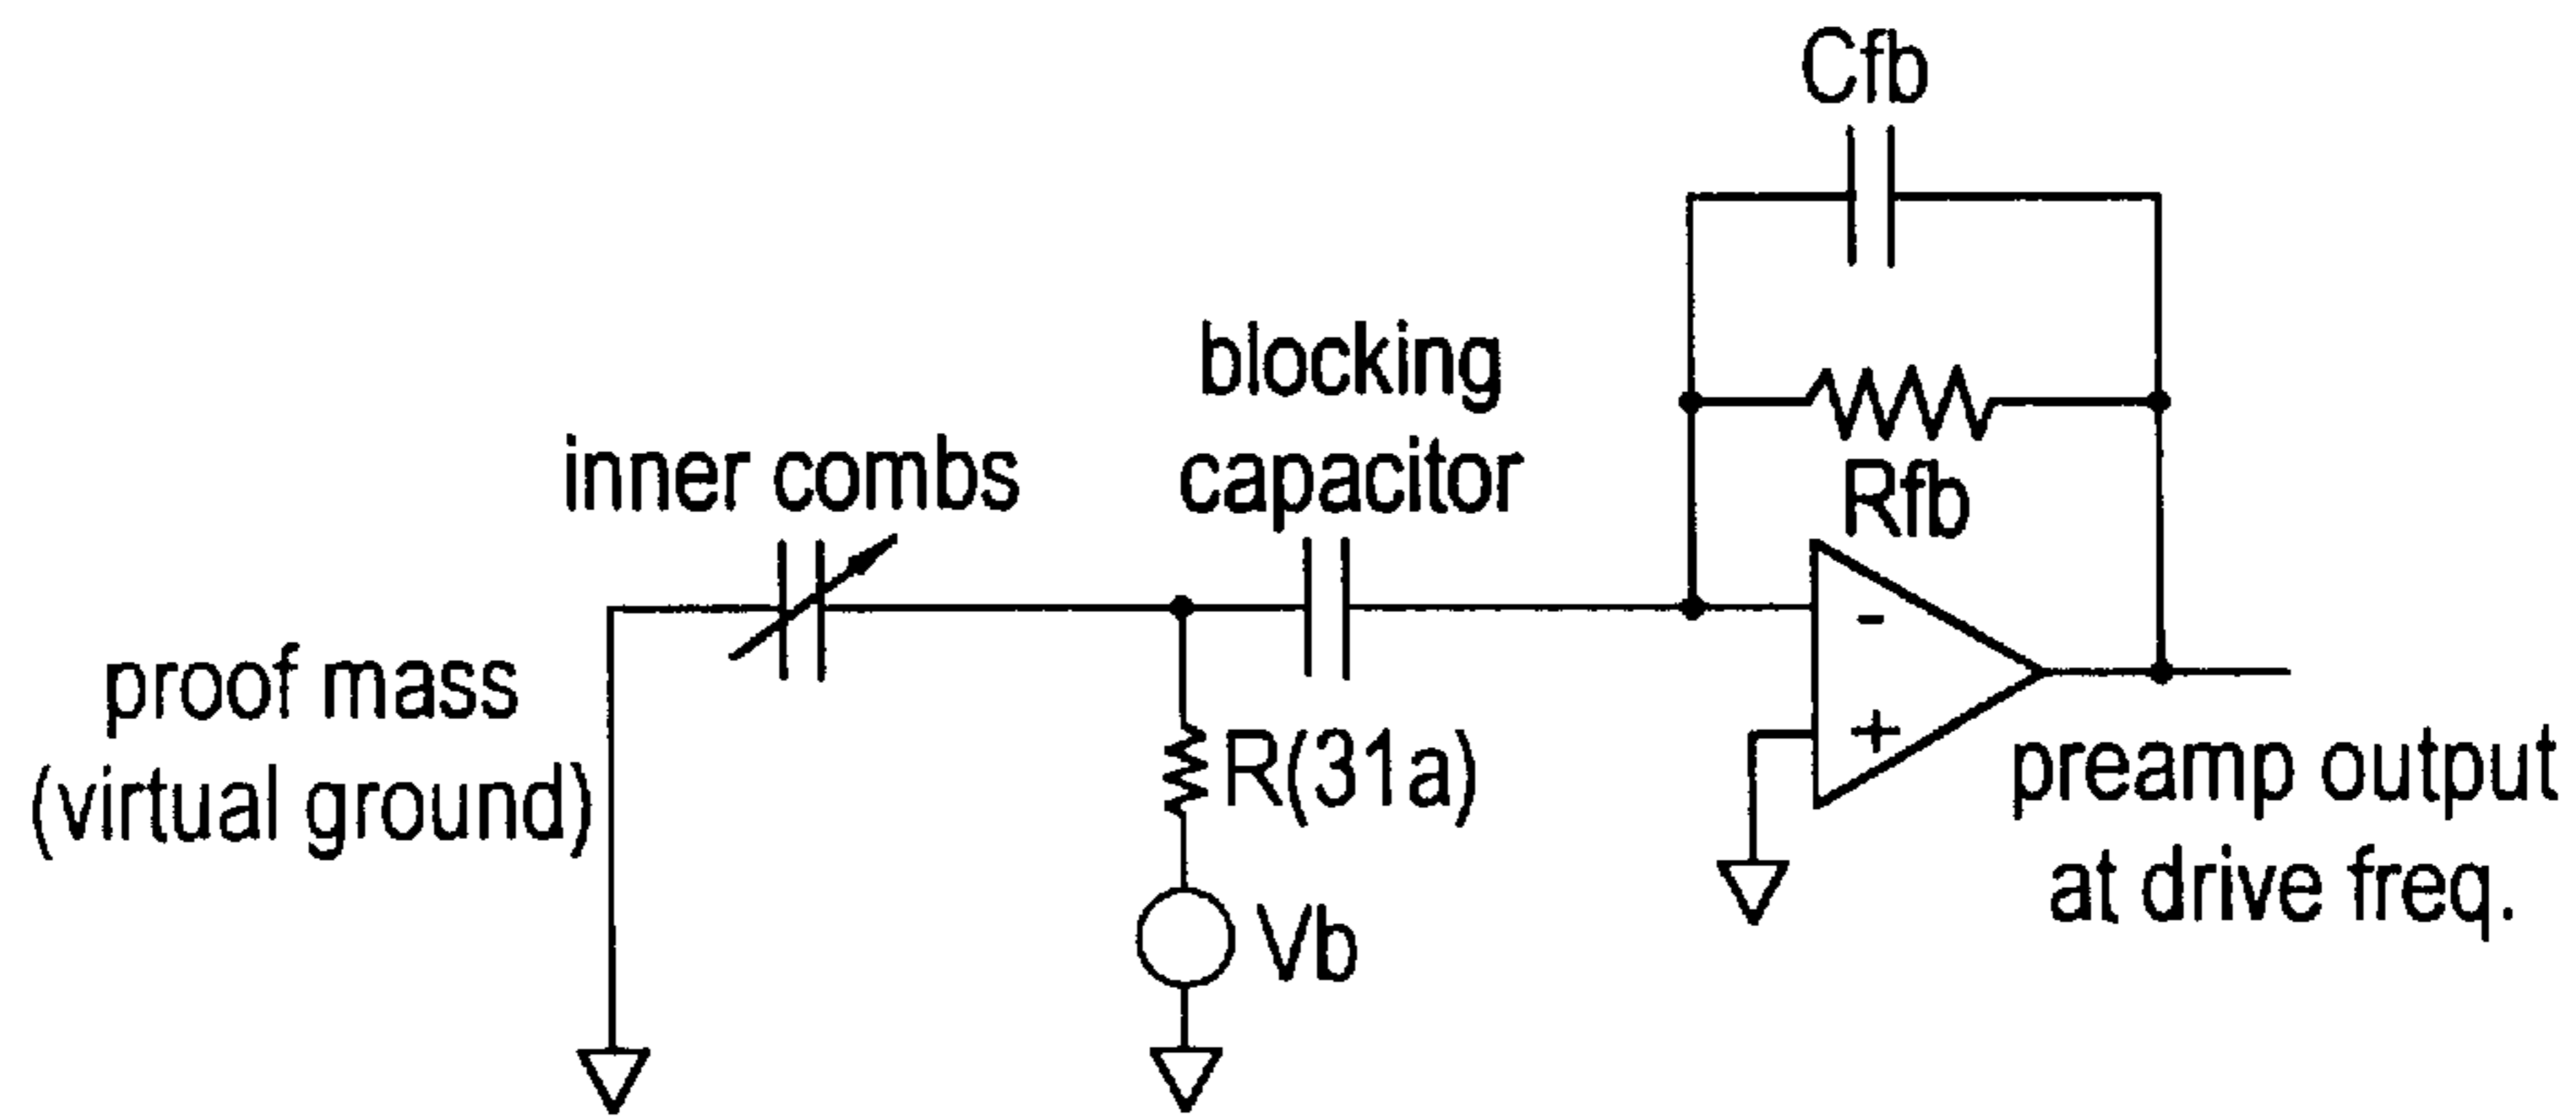 Cfb
blocking
capacitor
inner combs
Rfb
-
+
proof mass
(virtual ground)
R(31a)
Vb
preamp output
at drive freq.